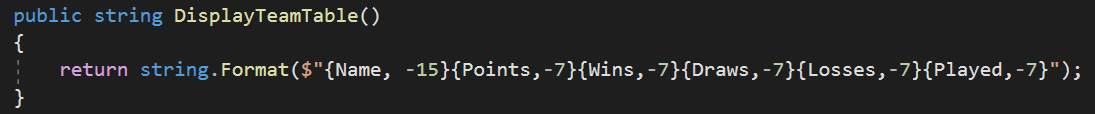 public string DisplayTeamTable()
{
return string.Format($"{Name, -15}{Points,-7}{Wins,-7}{Draws,-7}{Losses,-7}{Played,-7}");
}